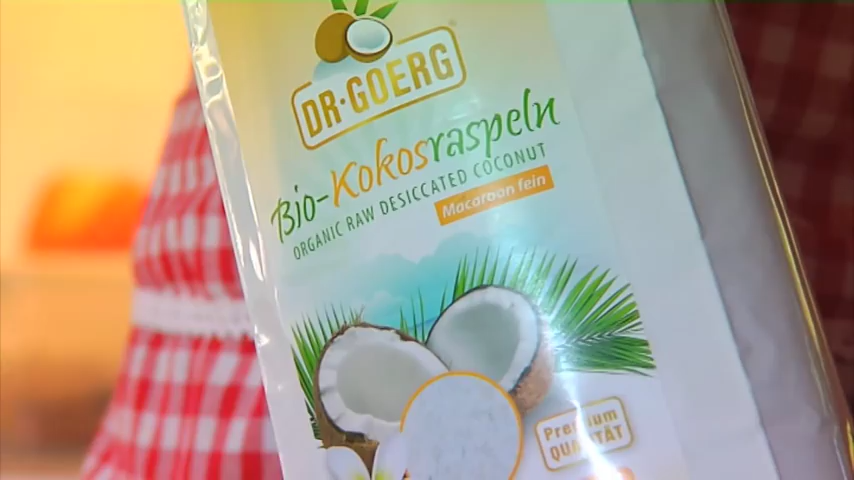 DR·GOERG
Bio-Kokosraspeln
ORGANIC RAW DESICCATED COCONUT
Macaroon fein
Premium
QUALITÄT